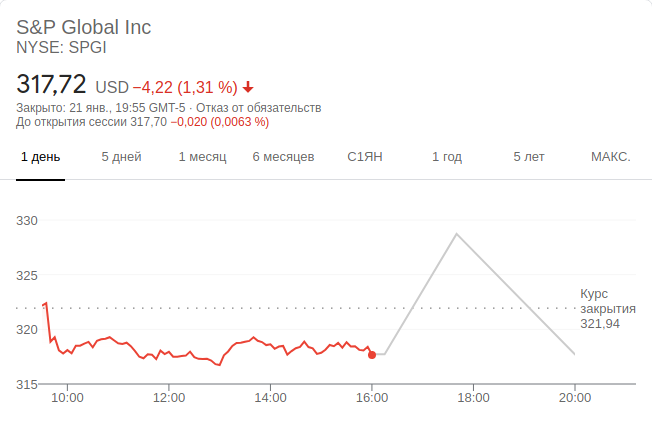 S&P Global Inc
NYSE: SPGI
317,72 USD −4,22 (1,31 %)
Закрыто: 21 янв., 19:55 GMT-5 · Отказ от обязательств
До открытия сессии 317,70 −0,020 (0,0063 %)
1 день 5 дней 1 месяц 6 месяцев С1ЯН 1 год 5 лет МАКС.
330
325
Курс
закрытия
321,94
320
315
10:00 12:00 14:00 16:00 18:00 20:00